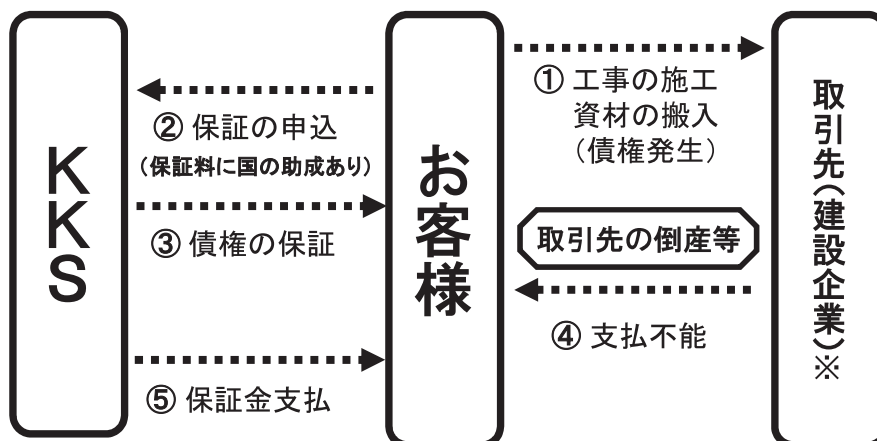 KKS
② 保証の申込
(保証料に国の助成あり)
③ 債権の保証
⑤ 保証金支払
お客様
① 工事の施工
資材の搬入
(債権発生)
取引先の倒産等
④ 支払不能
取引先(建設企業)※